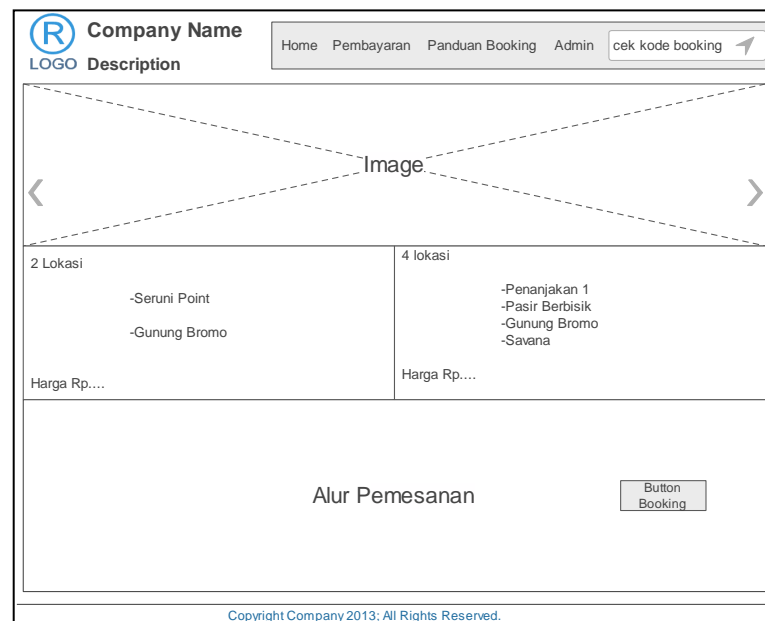 R
Company Name
LOGO Description
Home Pembayaran Panduan Booking Admin cek kode booking
Image
2 Lokasi
-Seruni Point
-Gunung Bromo
Harga Rp....
4 lokasi
-Penanjakan 1
-Pasir Berbisik
-Gunung Bromo
-Savana
Harga Rp....
Alur Pemesanan
Button
Booking
Copyright Company 2013; All Rights Reserved.